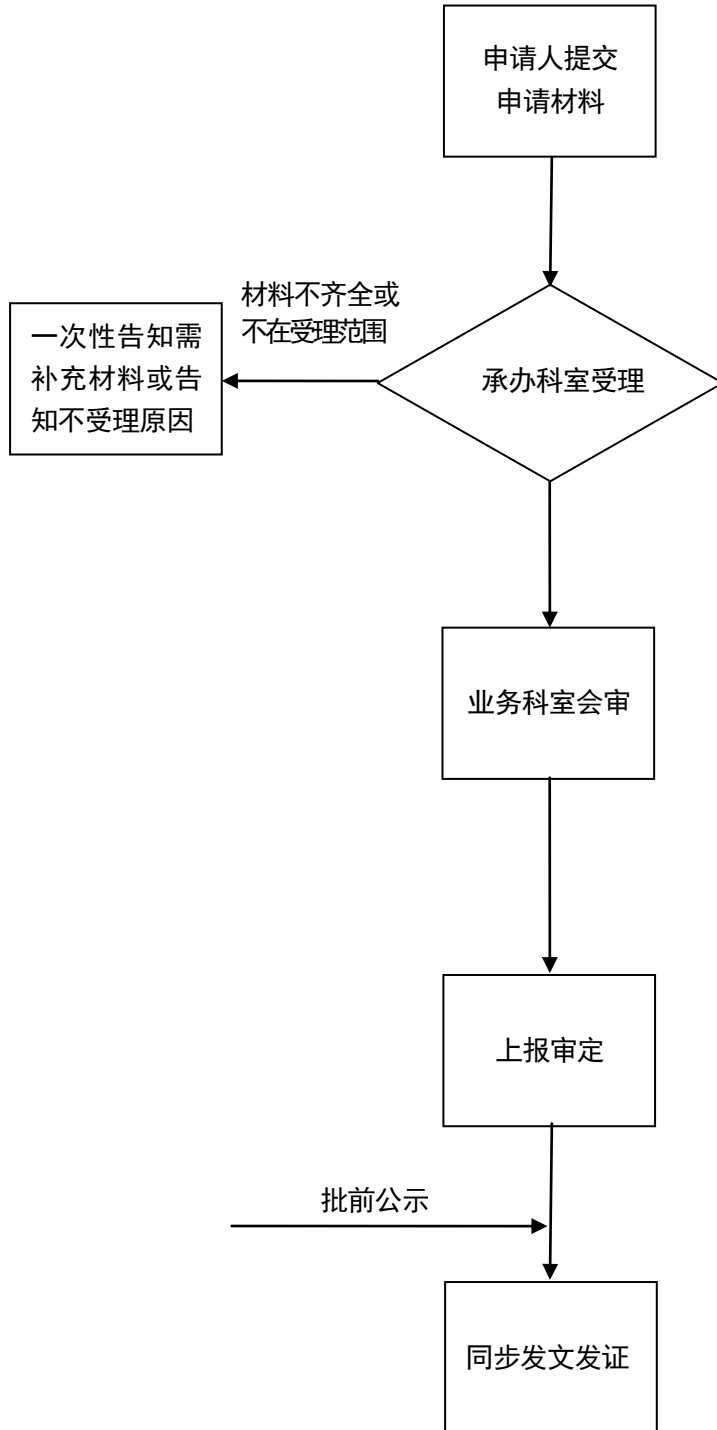 申请人提交
申请材料
材料不齐全或
不在受理范围
一次性告知需
补充材料或告
知不受理原因
承办科室受理
业务科室会审
上报审定
批前公示
同步发文发证